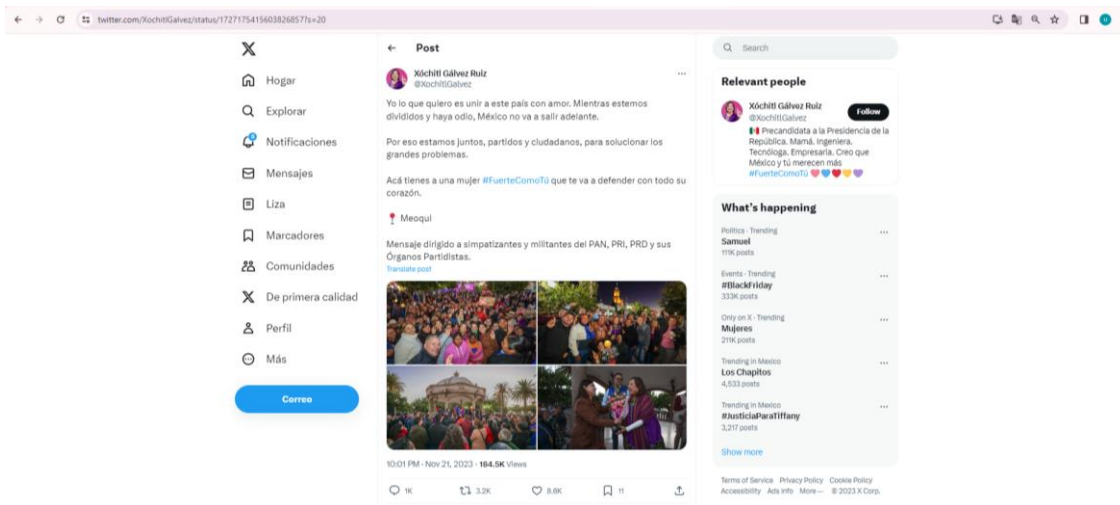 twitter.com/XochitlGalvez/status/1727175415603826857?s=20
Hogar
Explorar
Notificaciones
Mensajes
Liza
Marcadores
Comunidades
De primera calidad
Perfil
Más
Correo
Post
Xóchitl Gálvez Ruiz
@XochitlGalvez
Yo lo que quiero es unir a este país con amor. Mientras estemos
divididos y haya odio, México no va a salir adelante.
Por eso estamos juntos, partidos y ciudadanos, para solucionar los
grandes problemas.
Acá tienes a una mujer #FuerteComoTú que te va a defender con todo su
corazón.
Meoqui
Mensaje dirigido a simpatizantes y militantes del PAN, PRI, PRD y sus
Órganos Partidistas.
Translate post
10:01 PM · Nov 21, 2023 · 184.5K Views
1K
3.2K
8.6K
11
Search
Relevant people
Xóchitl Gálvez Ruiz
@XochitlGalvez
Follow
Precandidata a la Presidencia de la
República. Mamá. Ingeniera.
Tecnóloga. Empresaria. Creo que
México y tú merecen más
#FuerteComoTú
What's happening
Politics · Trending
Samuel
111K posts
Events · Trending
#BlackFriday
333K posts
Only on X · Trending
Mujeres
211K posts
Trending in Mexico
Los Chapitos
4,533 posts
Trending in Mexico
#JusticiaParaTiffany
3,217 posts
Show more
Terms of Service Privacy Policy Cookie Policy
Accessibility Ads info More — © 2023 X Corp.